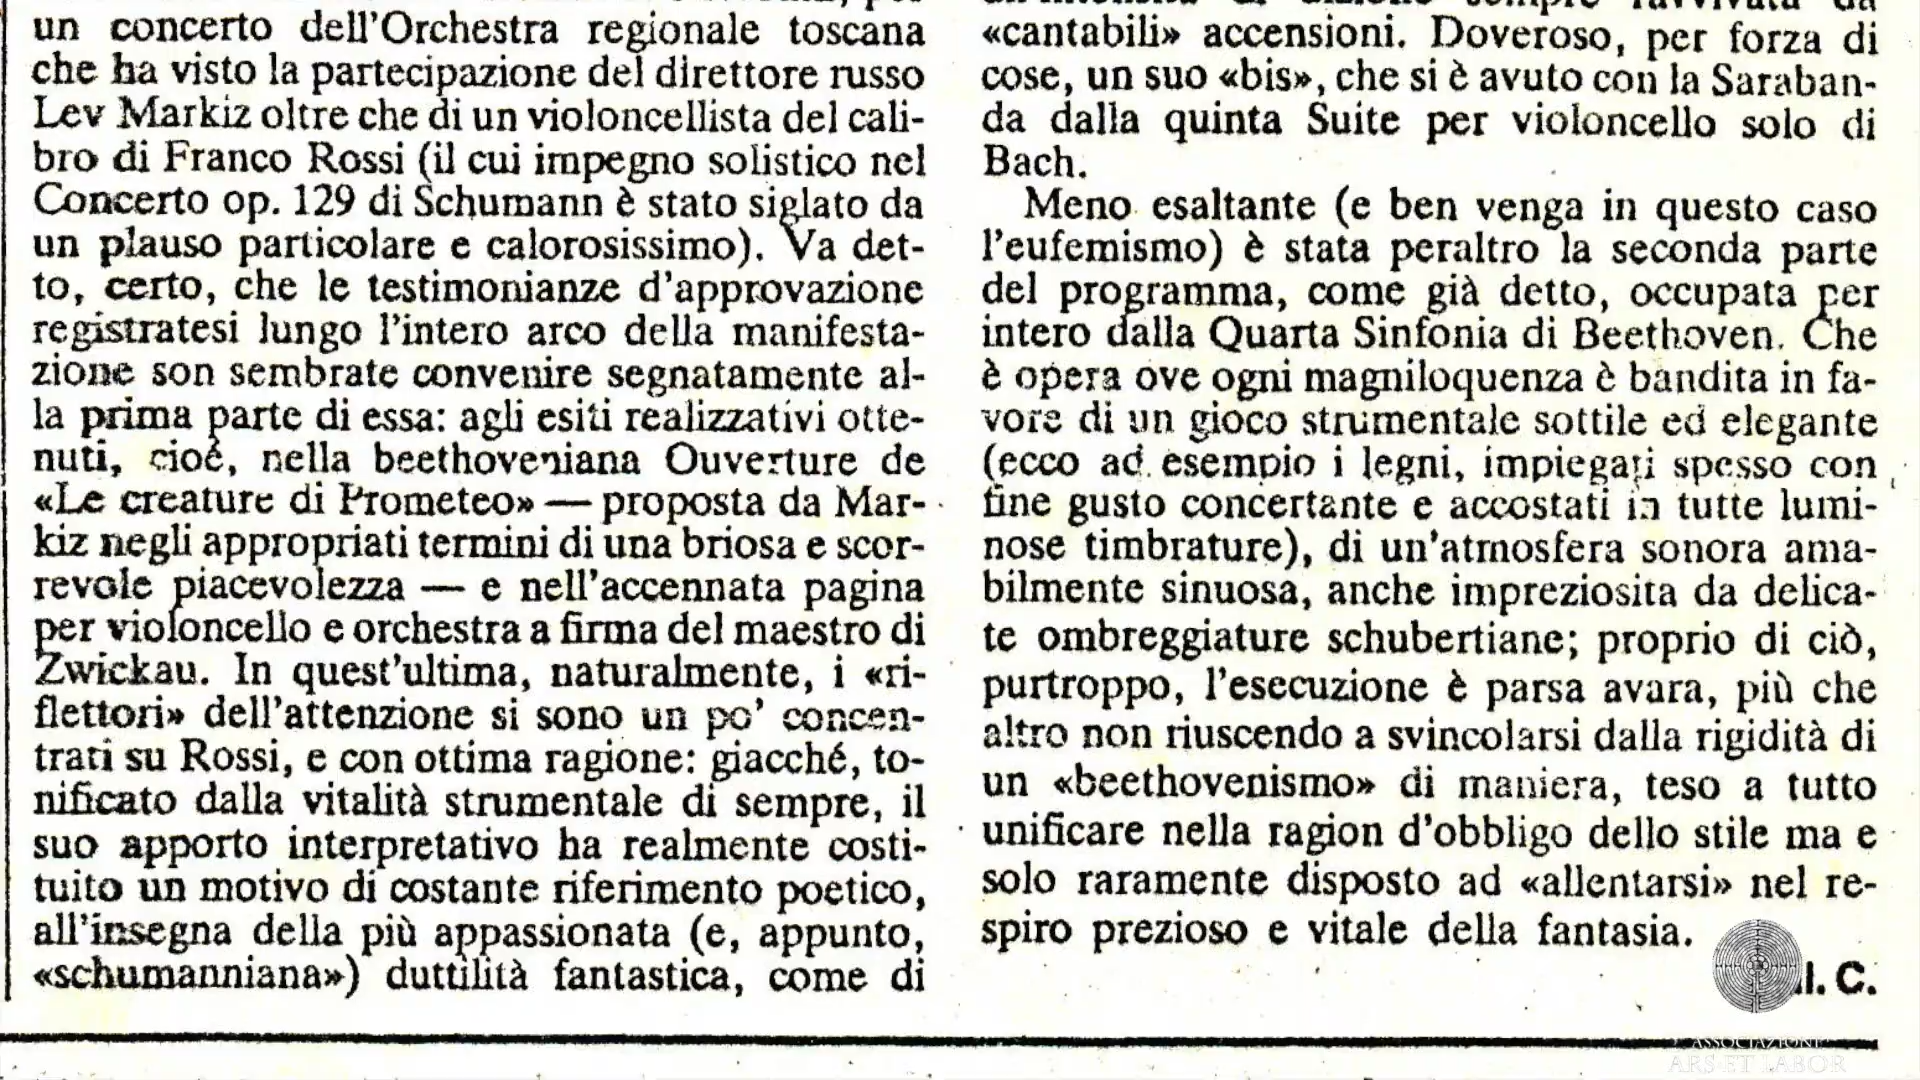 un concerto dell'Orchestra regionale toscana
che ha visto la partecipazione del direttore russo
Lev Markiz oltre che di un violoncellista del cali-
bro di Franco Rossi (il cui impegno solistico nel
Concerto op. 129 di Schumann è stato siglato da
un plauso particolare e calorosissimo). Va det-
to, certo, che le testimonianze d'approvazione
registratesi lungo l'intero arco della manifesta-
zione son sembrate convenire segnatamente al-
la prima parte di essa: agli esiti realizzativi otte-
nuti, cioé, nella beethoveniana Ouverture de
«Le creature di Prometeo» — proposta da Mar-
kiz negli appropriati termini di una briosa e scor-
revole piacevolezza — e nell'accennata pagina
per violoncello e orchestra a firma del maestro di
Zwickau. In quest'ultima, naturalmente, i «ri-
flettori» dell'attenzione si sono un po' concen-
trati su Rossi, e con ottima ragione: giacché, to-
nificato dalla vitalità strumentale di sempre, il
suo apporto interpretativo ha realmente costi-
tuito un motivo di costante riferimento poetico,
all'insegna della più appassionata (e, appunto,
«schumanniana») duttilità fantastica, come di
«cantabili» accensioni. Doveroso, per forza di
cose, un suo «bis», che si è avuto con la Saraban-
da dalla quinta Suite per violoncello solo di
Bach.
Meno esaltante (e ben venga in questo caso
l'eufemismo) è stata peraltro la seconda parte
del programma, come già detto, occupata per
intero dalla Quarta Sinfonia di Beethoven. Che
è opera ove ogni magniloquenza è bandita in fa-
vore di un gioco strumentale sottile ed elegante
(ecco ad esempio i legni, impiegati spesso con
fine gusto concertante e accostati in tutte lumi-
nose timbrature), di un'atmosfera sonora ama-
bilmente sinuosa, anche impreziosita da delica-
te ombreggiature schubertiane; proprio di ciò,
purtroppo, l'esecuzione è parsa avara, più che
altro non riuscendo a svincolarsi dalla rigidità di
un «beethovenismo» di maniera, teso a tutto
unificare nella ragion d'obbligo dello stile ma e
solo raramente disposto ad «allentarsi» nel re-
spiro prezioso e vitale della fantasia.
C.
ASSOCIAZIONE
ARS ET LABOR